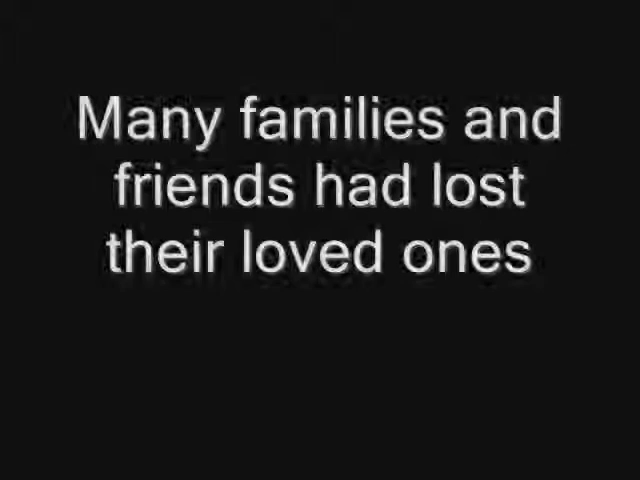 Many families and
friends had lost
their loved ones